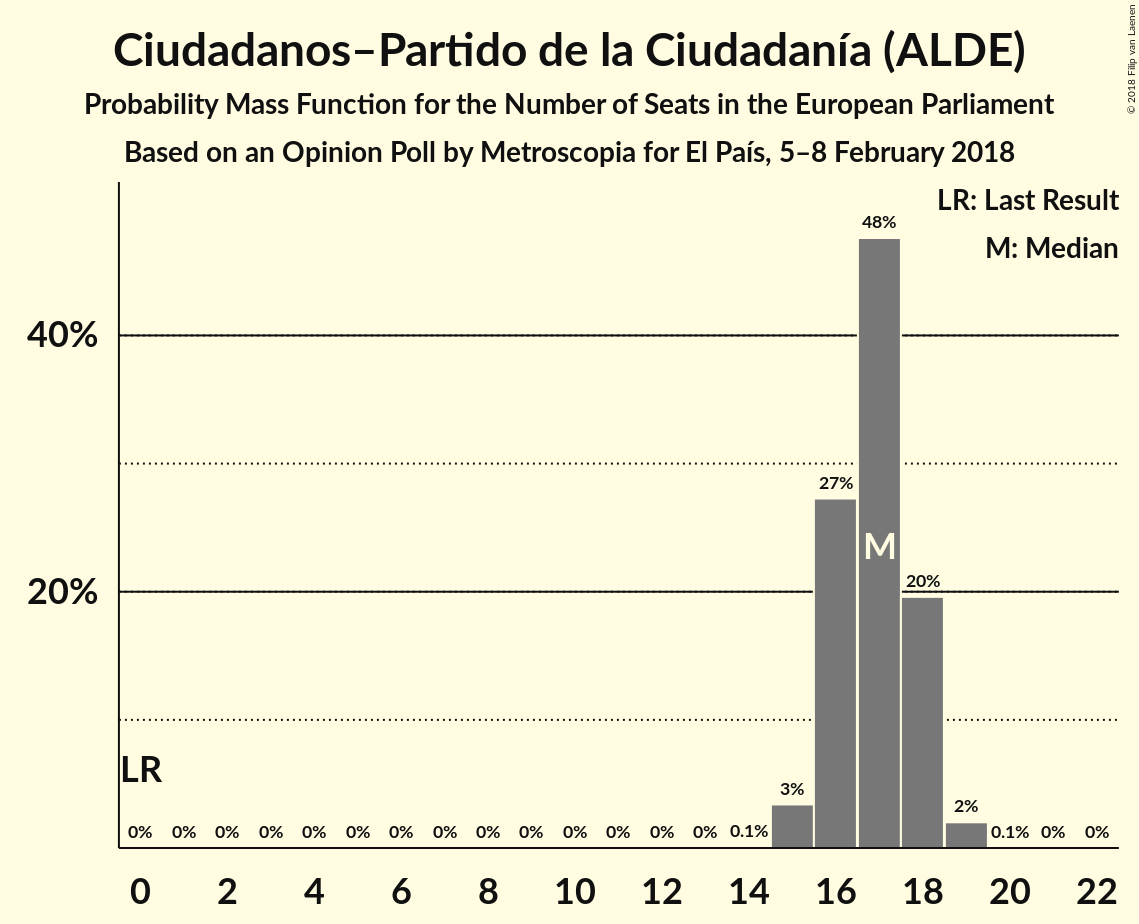 Ciudadanos–Partido de la Ciudadanía (ALDE)
Probability Mass Function for the Number of Seats in the European Parliament
Based on an Opinion Poll by Metroscopia for El País, 5–8 February 2018
© 2018 Filip van Laenen
LR: Last Result
M: Median
48%
40%
27%
M
20%
20%
LR
3%
2%
0% 0% 0% 0% 0% 0% 0% 0% 0% 0% 0% 0% 0% 0% 0.1% 0.1% 0% 0%
0 2 4 6 8 10 12 14 16 18 20 22